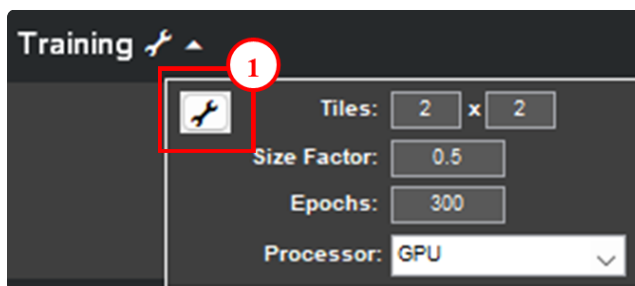 Training
1
Tiles: 2 x 2
Size Factor: 0.5
Epochs: 300
Processor: GPU